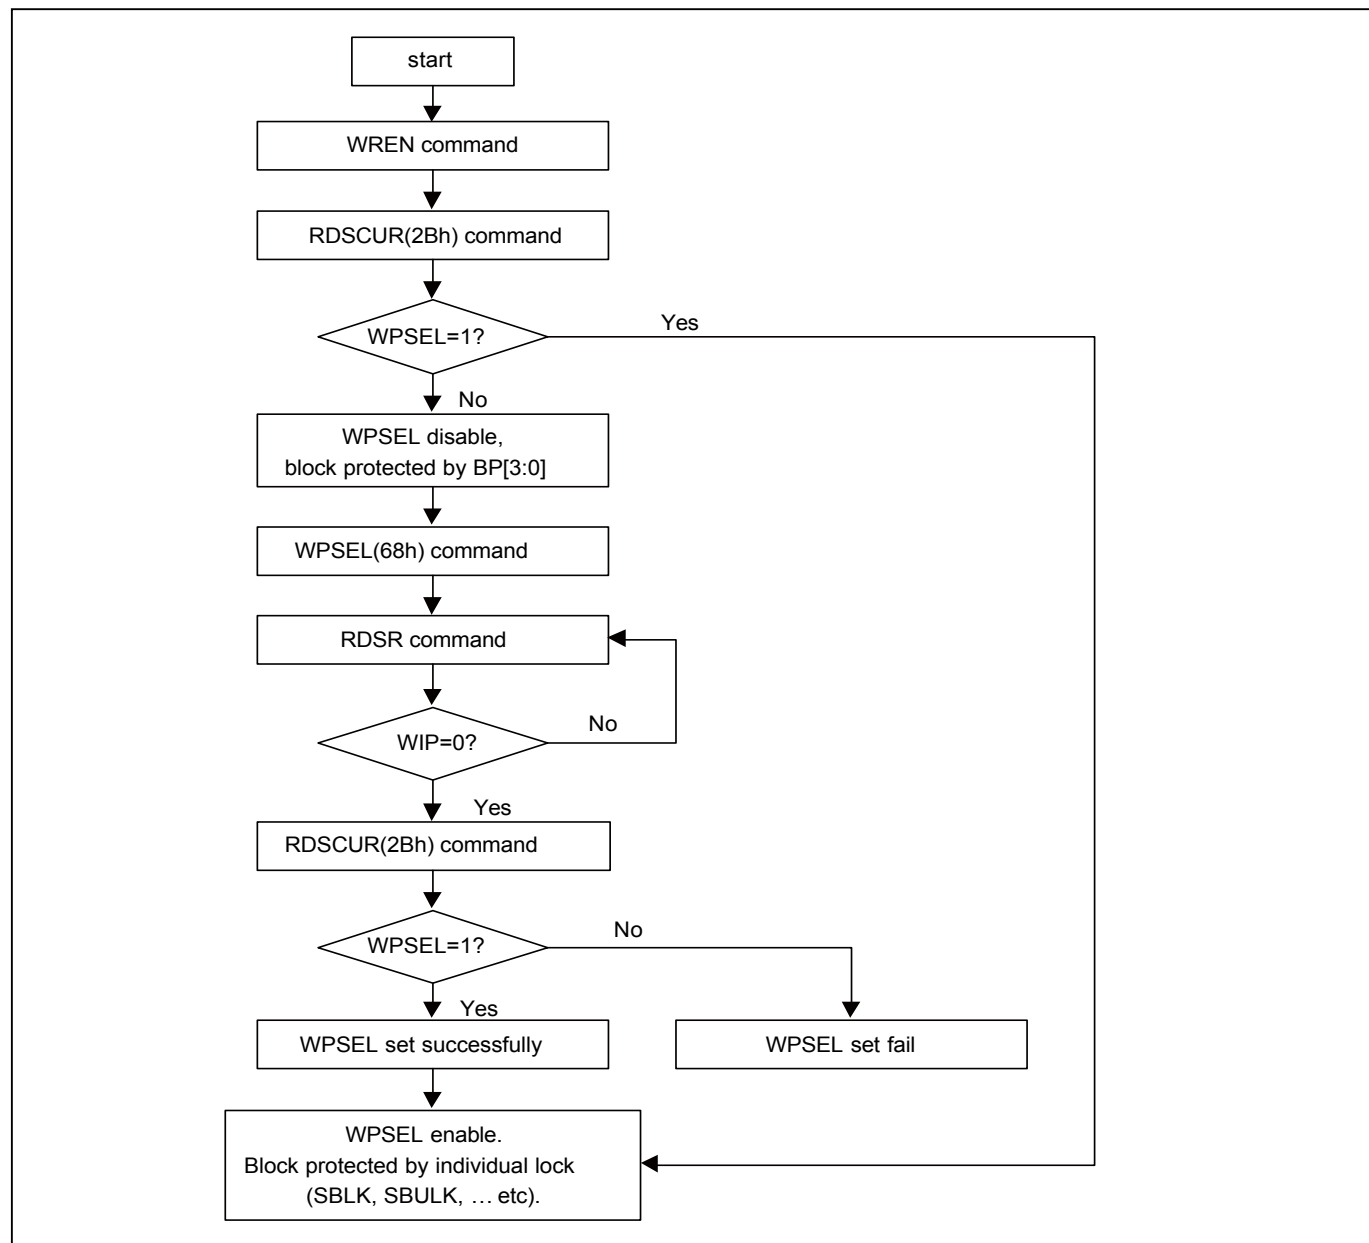 start
WREN command
RDSCUR(2Bh) command
WPSEL=1?
Yes
No
WPSEL disable,
block protected by BP[3:0]
WPSEL(68h) command
RDSR command
WIP=0?
No
Yes
RDSCUR(2Bh) command
WPSEL=1?
No
Yes
WPSEL set successfully
WPSEL set fail
WPSEL enable.
Block protected by individual lock
(SBLK, SBULK, … etc).